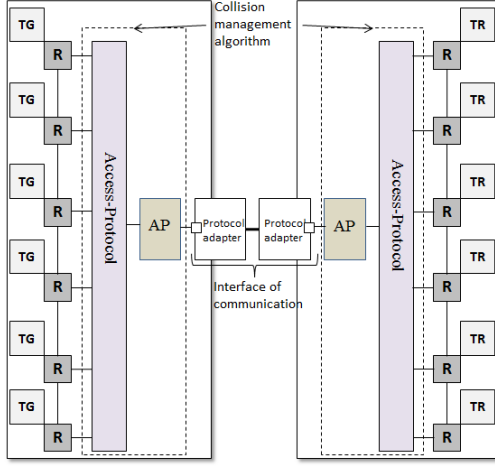 Collision
management
algorithm
TG
R
TG
R
TG
R
TG
R
TG
R
TG
R
Access-Protocol
AP
Protocol
adapter
Protocol
adapter
Interface of
communication
AP
Access-Protocol
TR
R
TR
R
TR
R
TR
R
TR
R
TR
R